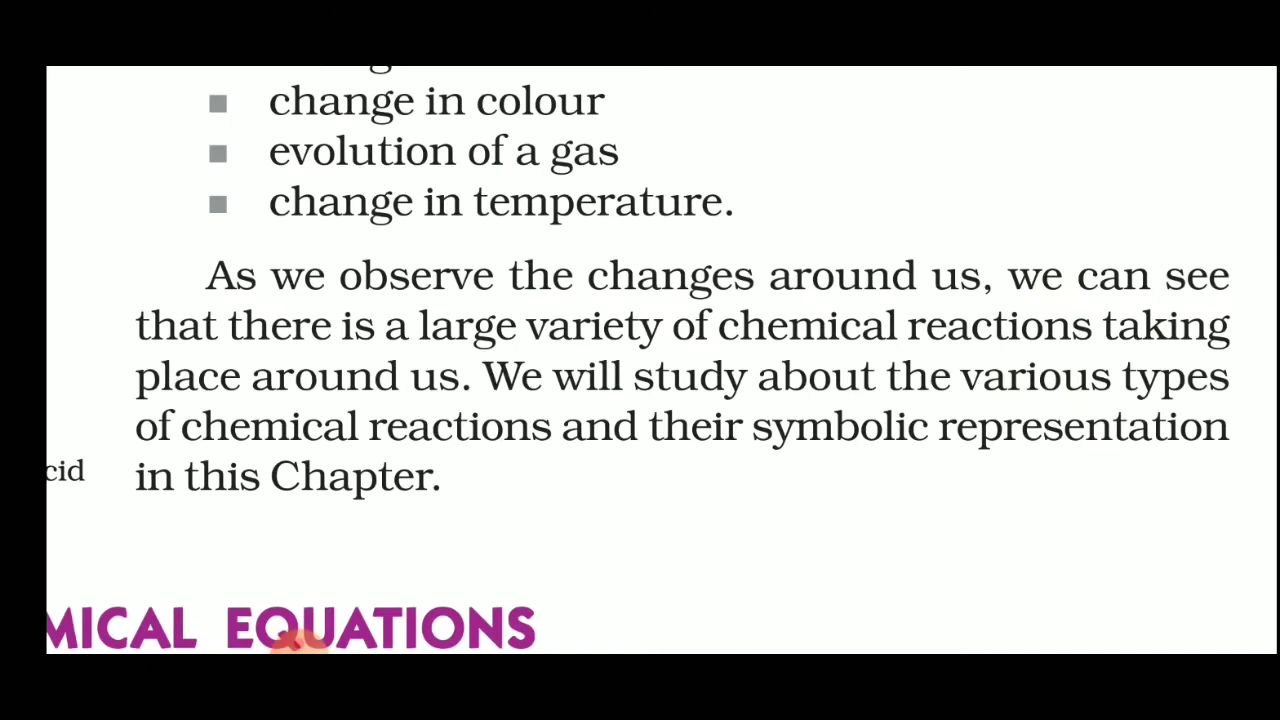 change in colour
evolution of a gas
change in temperature.
As we observe the changes around us, we can see
that there is a large variety of chemical reactions taking
place around us. We will study about the various types
of chemical reactions and their symbolic representation
cid in this Chapter.
MICAL EQUATIONS